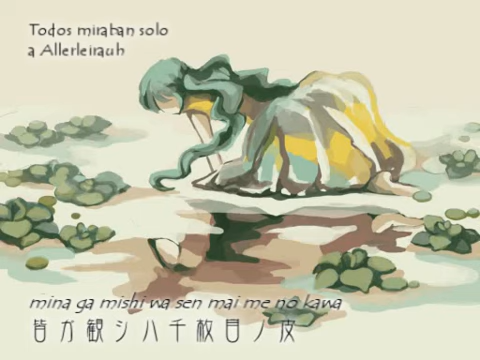 Todos miraban solo
a Allerleirauh
mina ga mishi wa sen mai me no kawa
皆ガ観シハ千枚目ノ皮